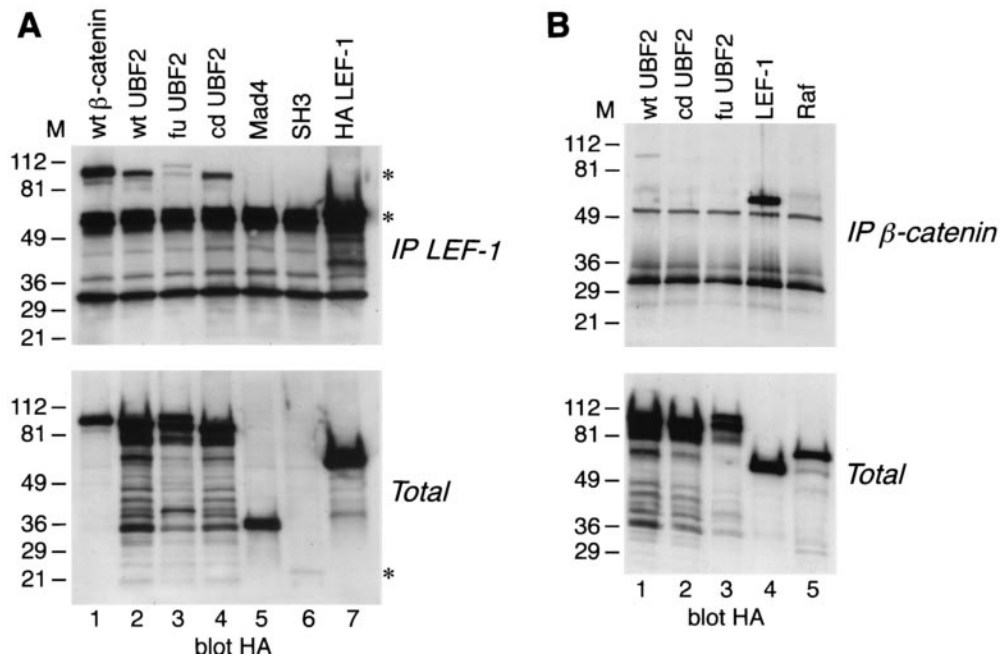 A
M
wt β-catenin
wt UBF2
fu UBF2
cd UBF2
Mad4
SH3
HA LEF-1
112 –
81 –
49 –
36 –
29 –
21 –
*
*
IP LEF-1
112 –
81 –
49 –
36 –
29 –
21 –
*
Total
1 2 3 4 5 6 7
blot HA
B
M
wt UBF2
cd UBF2
fu UBF2
LEF-1
Raf
112 –
81 –
49 –
36 –
29 –
21 –
IP β-catenin
112 –
81 –
49 –
36 –
29 –
Total
1 2 3 4 5
blot HA